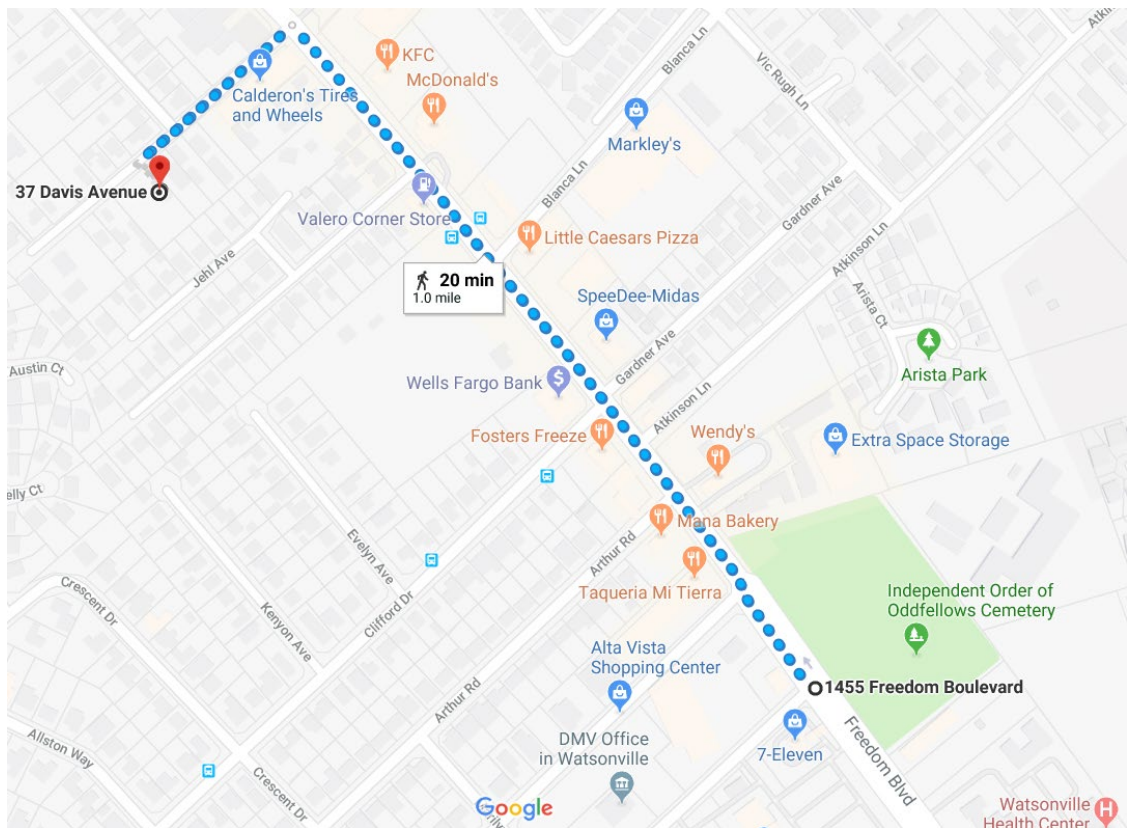 KFC
McDonald's
Calderon's Tires
and Wheels
Blanca Ln
Vic Rugh Ln
Markley's
37 Davis Avenue
Valero Corner Store
Blanca Ln
Gardner Ave
Little Caesars Pizza
Jehl Ave
Atkinson Ln
20 min
1.0 mile
SpeeDee-Midas
Arista Ct
Gardner Ave
Austin Ct
Wells Fargo Bank
Arista Park
Atkinson Ln
Fosters Freeze
Wendy's
Extra Space Storage
Mana Bakery
Evelyn Ave
Arthur Rd
Taqueria Mi Tierra
Independent Order of
Oddfellows Cemetery
Crescent Dr
Kenyon Ave
Clifford Dr
Alta Vista
Shopping Center
1455 Freedom Boulevard
Arthur Rd
7-Eleven
Freedom Blvd
Allston Way
DMV Office
in Watsonville
Crescent Dr
Google
Watsonville
Health Center